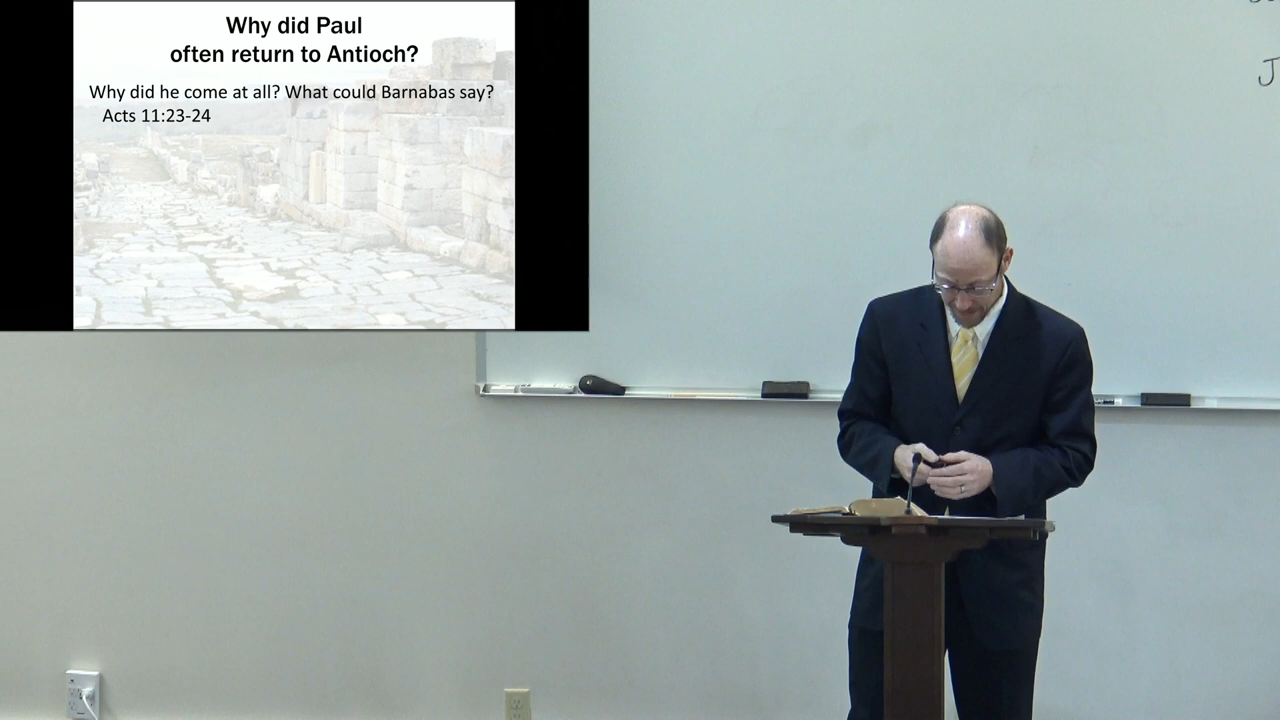 Why did Paul
often return to Antioch?
Why did he come at all? What could Barnabas say?
Acts 11:23-24
J